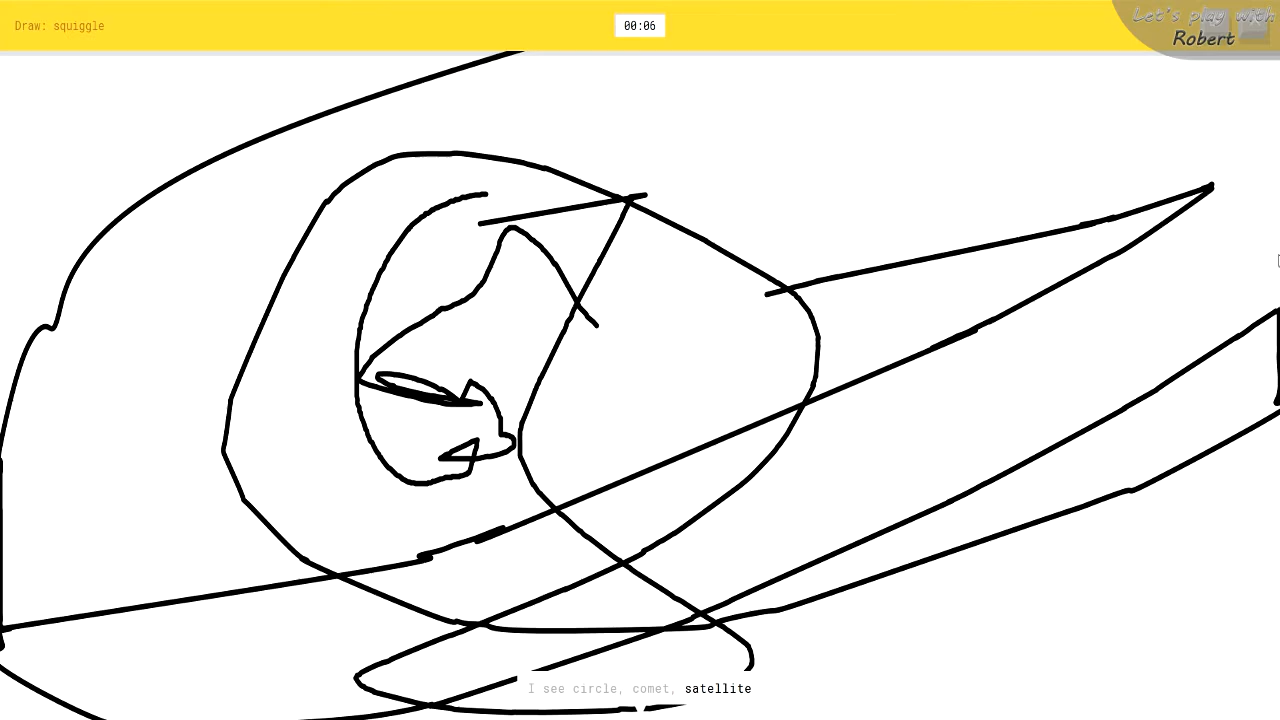 Draw: squiggle
00:06
Let's play with
Robert
I see circle, comet, satellite